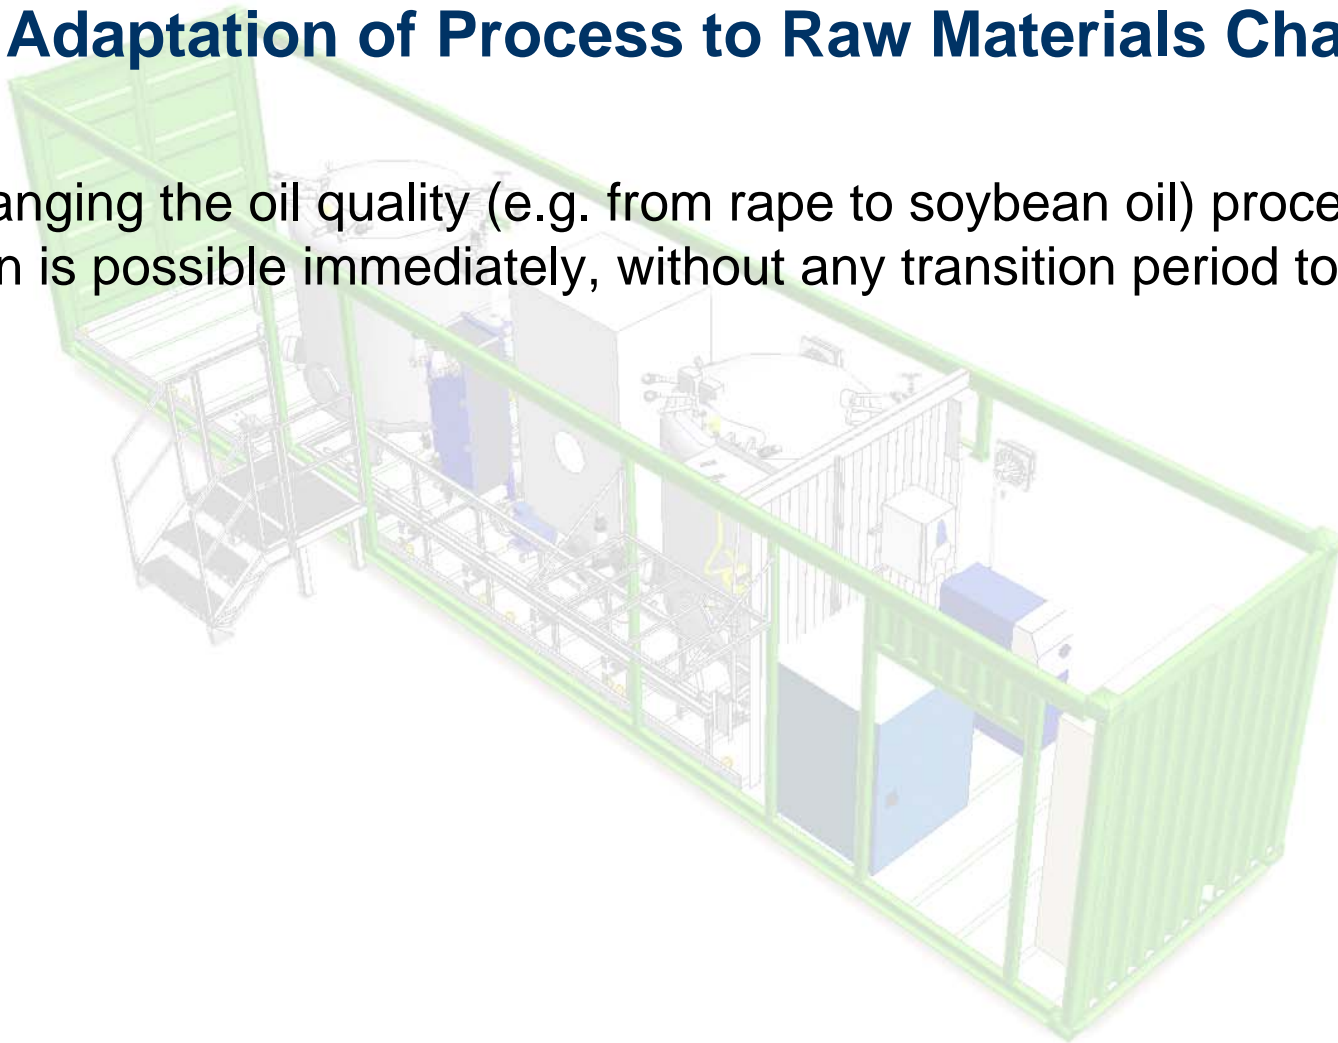 Adaptation of Process to Raw Materials Cha
anging the oil quality (e.g. from rape to soybean oil) proce
n is possible immediately, without any transition period to